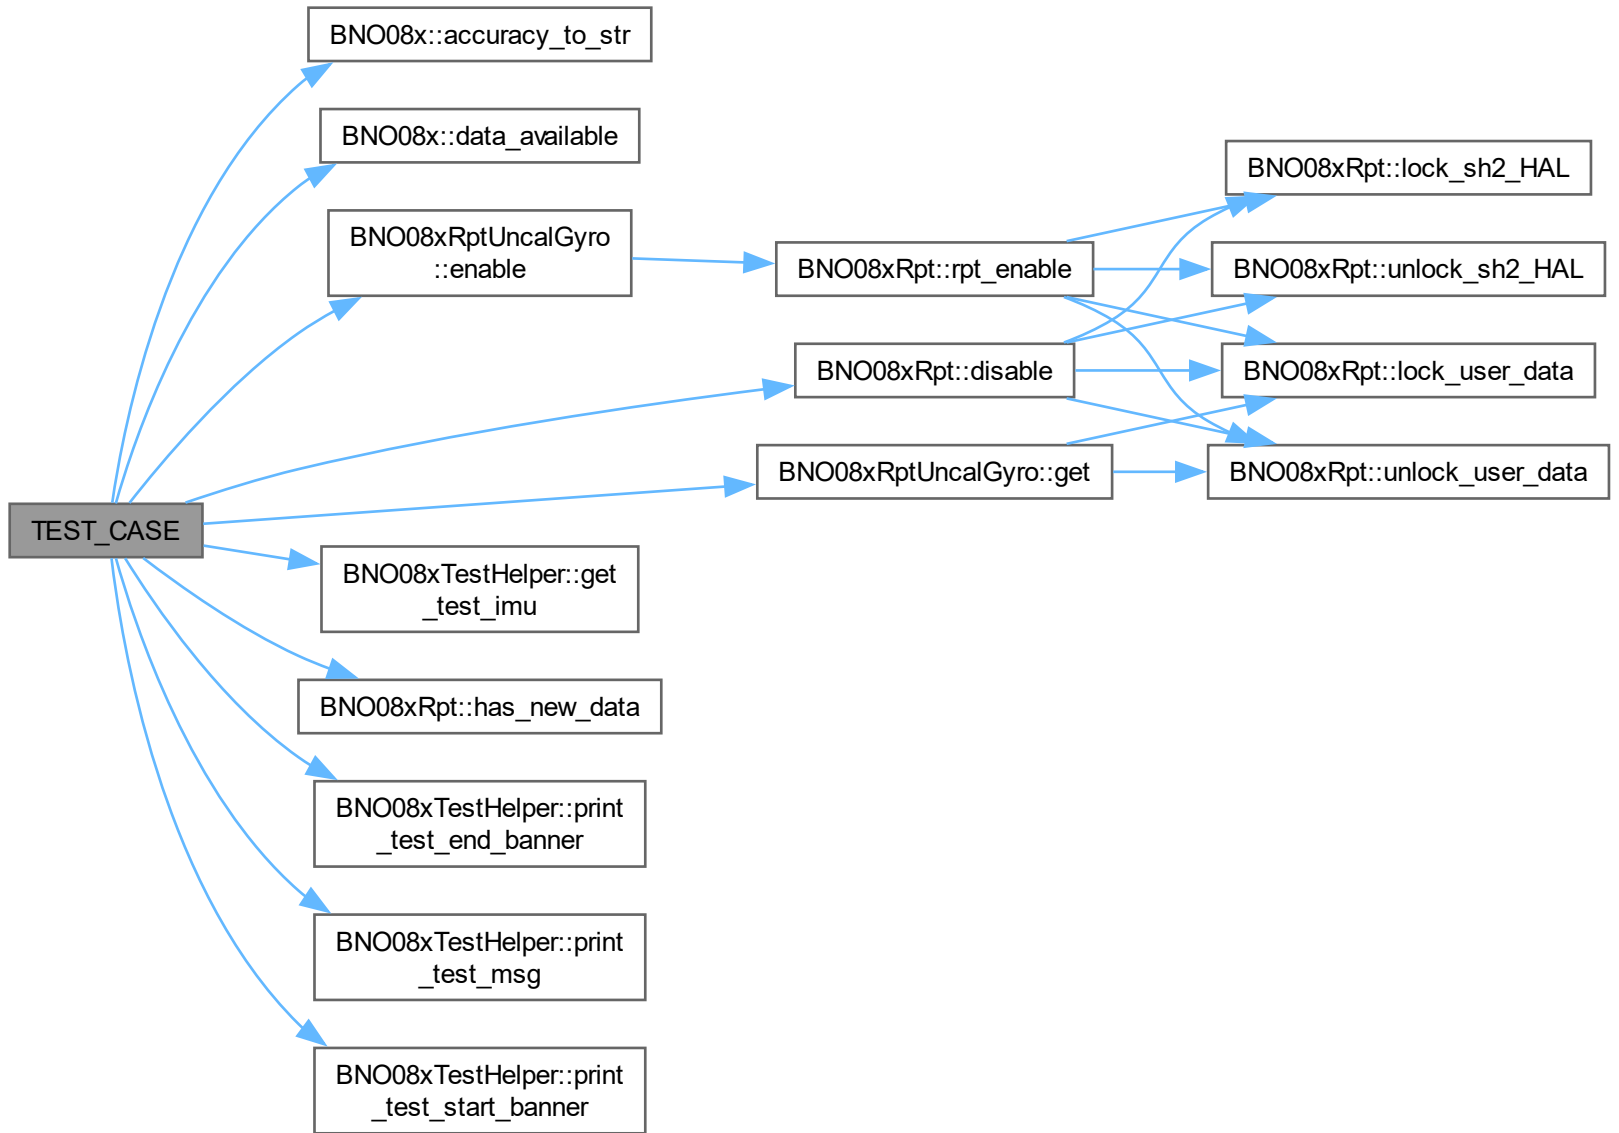 BNO08x::accuracy_to_str
BNO08x::data_available
BNO08xRptUncalGyro
::enable
BNO08xRpt::rpt_enable
BNO08xRpt::lock_sh2_HAL
BNO08xRpt::unlock_sh2_HAL
BNO08xRpt::disable
BNO08xRpt::lock_user_data
BNO08xRptUncalGyro::get
BNO08xRpt::unlock_user_data
TEST_CASE
BNO08xTestHelper::get
_test_imu
BNO08xRpt::has_new_data
BNO08xTestHelper::print
_test_end_banner
BNO08xTestHelper::print
_test_msg
BNO08xTestHelper::print
_test_start_banner